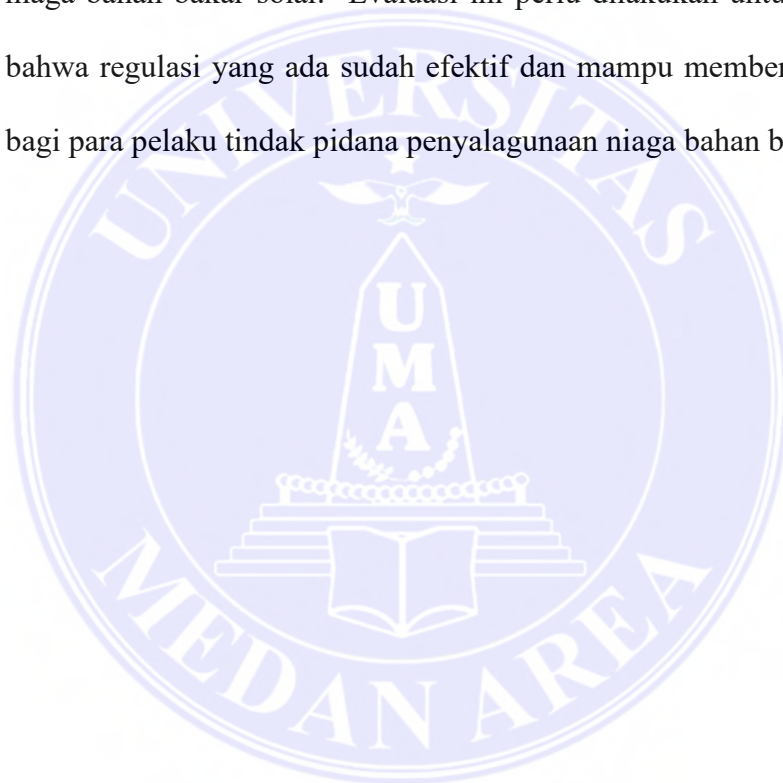 niaga bahan bakar solar. Evaluasi ini perlu dilakukan untu
bahwa regulasi yang ada sudah efektif dan mampu member
bagi para pelaku tindak pidana penyalagunaan niaga bahan b
UNIVERSITAS
U
M
A
MEDAN AREA